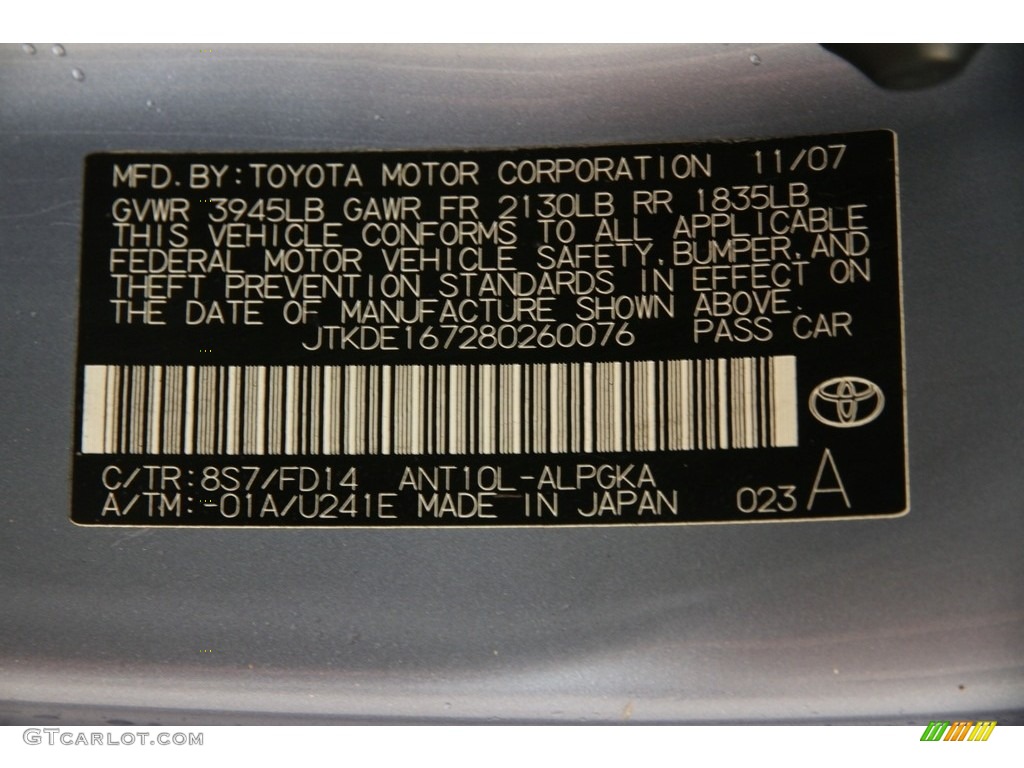 MFD. BY: TOYOTA MOTOR CORPORATION 11/07
GVWR 3945LB GAWR FR 2130LB RR 1835LB
THIS VEHICLE CONFORMS TO ALL APPLICABLE
FEDERAL MOTOR VEHICLE SAFETY, BUMPER, AND
THEFT PREVENTION STANDARDS IN EFFECT ON
THE DATE OF MANUFACTURE SHOWN ABOVE.
JTKDE167280260076 PASS CAR
C/TR: 8S7/FD14 ANT10L-ALPGKA
A/TM: -01A/U241E MADE IN JAPAN 023 A
GTCARLOT.COM